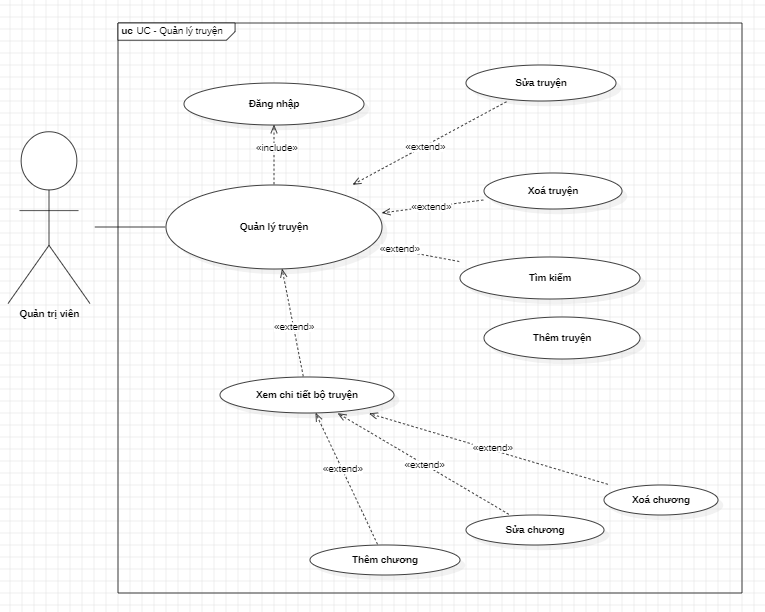 uc UC - Quản lý truyện
Sửa truyện
Đăng nhập
«include»
«extend»
Xoá truyện
«extend»
Quản lý truyện
«extend»
Tìm kiếm
Quản trị viên
«extend»
Thêm truyện
Xem chi tiết bộ truyện
«extend»
«extend»
«extend»
Xoá chương
Sửa chương
Thêm chương